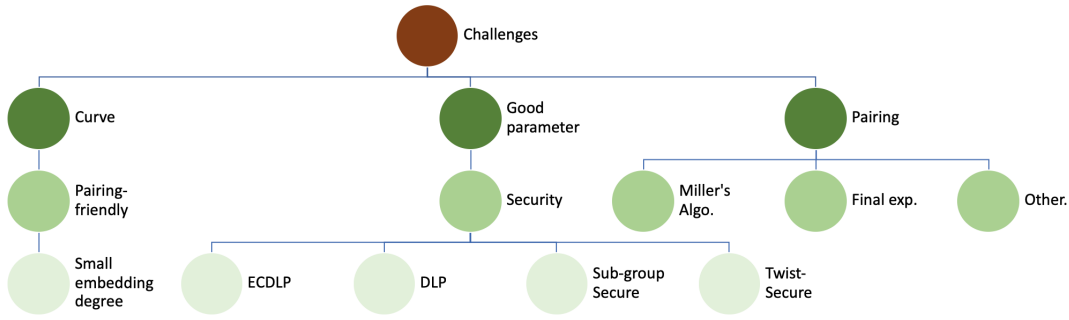 Challenges
Curve
Good
parameter
Pairing
Pairing-
friendly
Security
Miller's
Algo.
Final exp.
Other.
Small
embedding
degree
ECDLP
DLP
Sub-group
Secure
Twist-
Secure